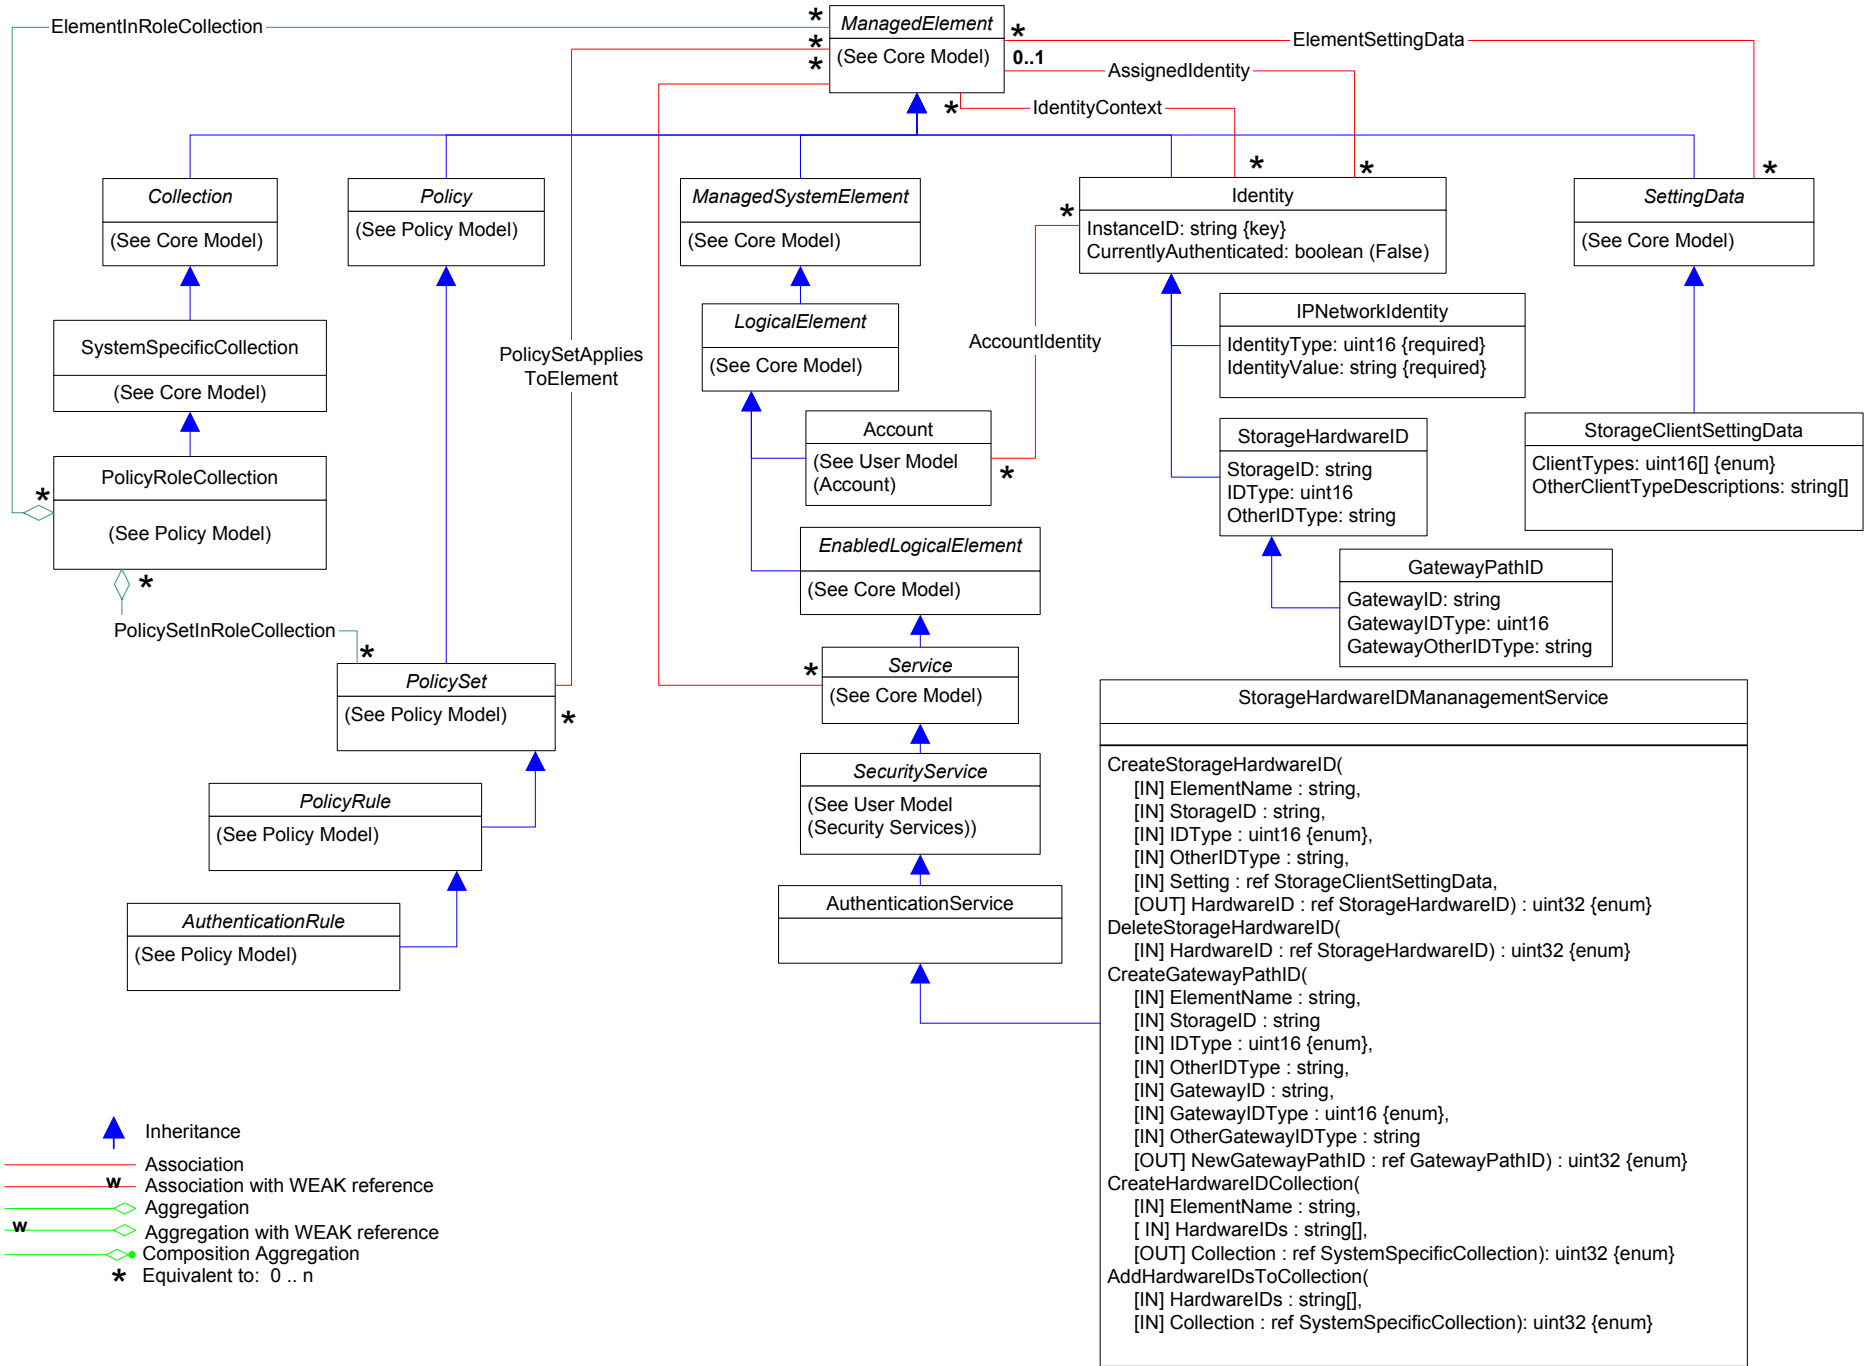 ElementInRoleCollection
*
ManagedElement
*
ElementSettingData
*
(See Core Model)
0..1
*
AssignedIdentity
*
IdentityContext
*
*
*
Collection
(See Core Model)
Policy
(See Policy Model)
ManagedSystemElement
(See Core Model)
*
Identity
InstanceID: string {key}
CurrentlyAuthenticated: boolean (False)
SettingData
(See Core Model)
SystemSpecificCollection
(See Core Model)
PolicySetApplies
ToElement
LogicalElement
(See Core Model)
AccountIdentity
IPNetworkIdentity
IdentityType: uint16 {required}
IdentityValue: string {required}
Account
(See User Model
(Account)
*
StorageHardwareID
StorageID: string
IDType: uint16
OtherIDType: string
StorageClientSettingData
ClientTypes: uint16[] {enum}
OtherClientTypeDescriptions: string[]
PolicyRoleCollection
*
(See Policy Model)
*
EnabledLogicalElement
(See Core Model)
GatewayPathID
GatewayID: string
GatewayIDType: uint16
GatewayOtherIDType: string
PolicySetInRoleCollection
*
PolicySet
(See Policy Model)
*
*
Service
(See Core Model)
PolicyRule
(See Policy Model)
SecurityService
(See User Model
(Security Services))
AuthenticationRule
(See Policy Model)
AuthenticationService
StorageHardwareIDMananagementService
CreateStorageHardwareID(
[IN] ElementName : string,
[IN] StorageID : string,
[IN] IDType : uint16 {enum},
[IN] OtherIDType : string,
[IN] Setting : ref StorageClientSettingData,
[OUT] HardwareID : ref StorageHardwareID) : uint32 {enum}
DeleteStorageHardwareID(
[IN] HardwareID : ref StorageHardwareID) : uint32 {enum}
CreateGatewayPathID(
[IN] ElementName : string,
[IN] StorageID : string
[IN] IDType : uint16 {enum},
[IN] OtherIDType : string,
[IN] GatewayID : string,
[IN] GatewayIDType : uint16 {enum},
[IN] OtherGatewayIDType : string
[OUT] NewGatewayPathID : ref GatewayPathID) : uint32 {enum}
CreateHardwareIDCollection(
[IN] ElementName : string,
[ IN] HardwareIDs : string[],
[OUT] Collection : ref SystemSpecificCollection): uint32 {enum}
AddHardwareIDsToCollection(
[IN] HardwareIDs : string[],
[IN] Collection : ref SystemSpecificCollection): uint32 {enum}
Inheritance
Association
w Association with WEAK reference
Aggregation
w Aggregation with WEAK reference
Composition Aggregation
* Equivalent to: 0 .. n